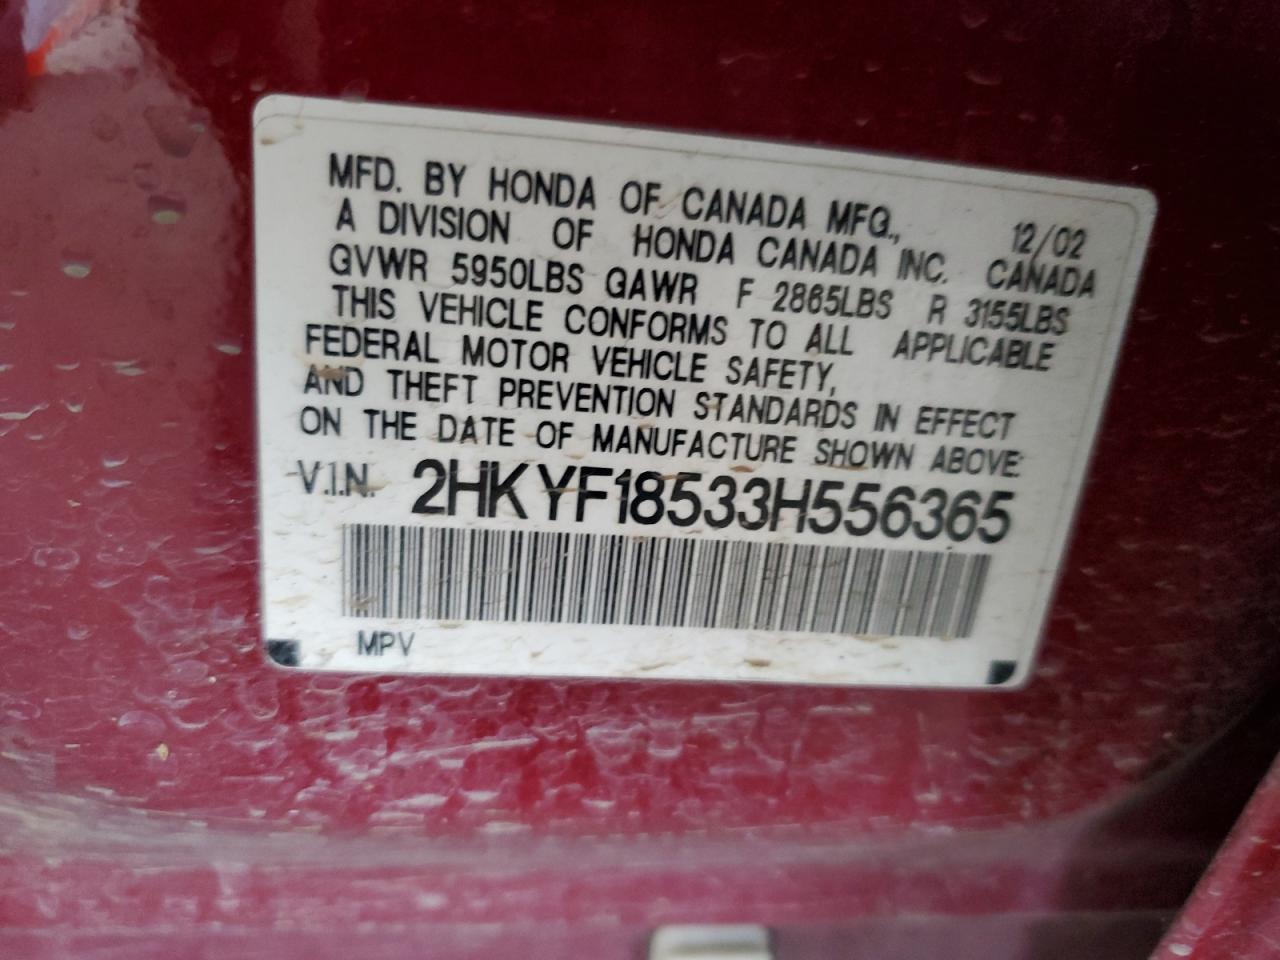 MFD. BY HONDA OF CANADA MFG., 12/02
A DIVISION OF HONDA CANADA INC. CANADA
GVWR 5950LBS GAWR F 2865LBS R 3155LBS
THIS VEHICLE CONFORMS TO ALL APPLICABLE
FEDERAL MOTOR VEHICLE SAFETY,
AND THEFT PREVENTION STANDARDS IN EFFECT
ON THE DATE OF MANUFACTURE SHOWN ABOVE:
V.I.N. 2HKYF18533H556365
MPV